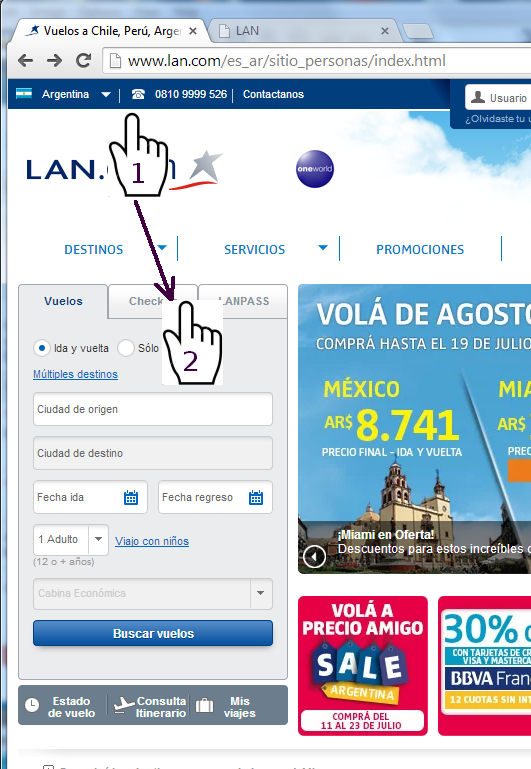 Vuelos a Chile, Perú, Arge
LAN
www.lan.com/es_ar/sitio_personas/index.html
Argentina
0810 9999 526
Contactanos
Usuario
¿Olvidaste tu
LAN.
1
oneworld
DESTINOS
SERVICIOS
PROMOCIONES
Vuelos
Check
LANPASS
2
Ida y vuelta
Sólo
Múltiples destinos
Ciudad de origen
Ciudad de destino
Fecha ida
Fecha regreso
1 Adulto
Viajo con niños
(12 o + años)
Cabina Económica
Buscar vuelos
Estado
de vuelo
Consulta
Itinerario
Mis
viajes
VOLÁ DE AGOSTO
COMPRÁ HASTA EL 19 DE JULIO
MÉXICO
AR$ 8.741
PRECIO FINAL - IDA Y VUELTA
MIA
AR$
PREC
¡Miami en Oferta!
Descuentos para estos increíbles
VOLÁ A
PRECIO AMIGO
SALE
ARGENTINA
COMPRÁ DEL
11 AL 23 DE JULIO
30%
CON TARJETAS DE CR
VISA Y MASTERCA
BBVA Fran
12 CUOTAS SIN INT